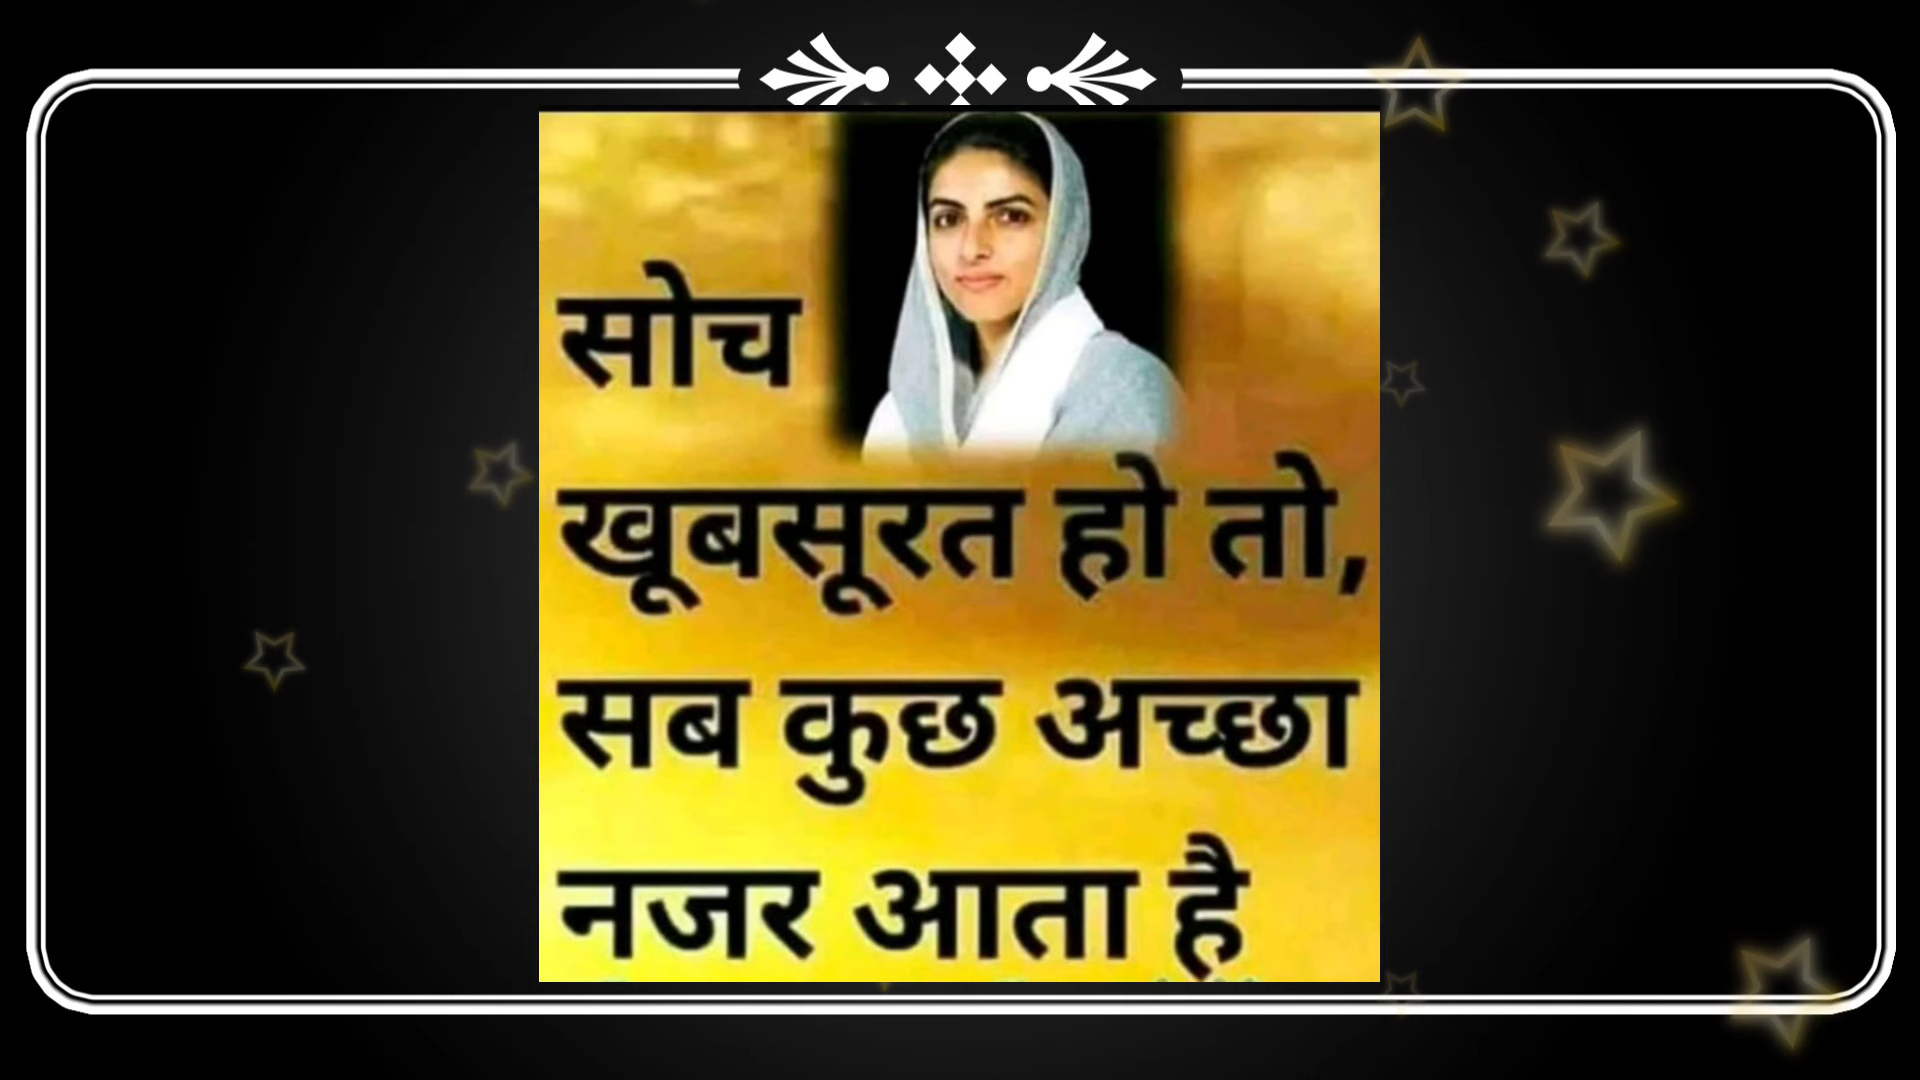 सोच
खूबसूरत हो तो,
सब कुछ अच्छा
नजर आता है